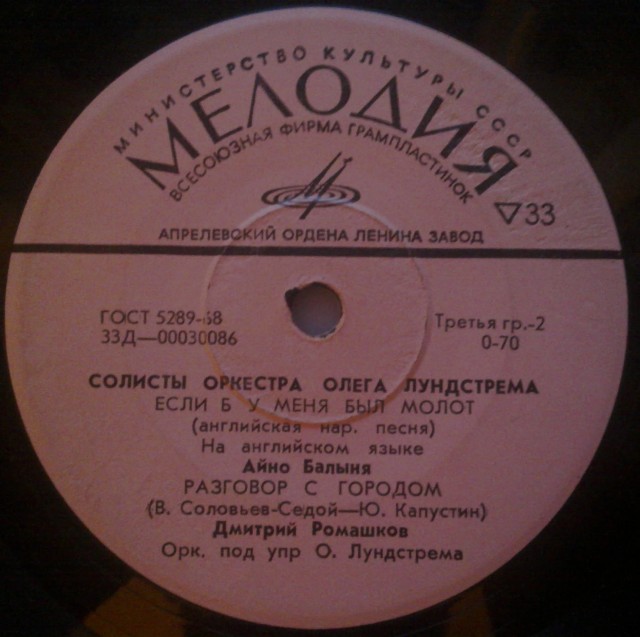 МИНИСТЕРСТВО КУЛЬТУРЫ СССР
МЕЛОДИЯ
ВСЕСОЮЗНАЯ ФИРМА ГРАМПЛАСТИНОК
▽33
АПРЕЛЕВСКИЙ ОРДЕНА ЛЕНИНА ЗАВОД
ГОСТ 5289-68
33Д—00030086
Третья гр.-2
0-70
СОЛИСТЫ ОРКЕСТРА ОЛЕГА ЛУНДСТРЕМА
ЕСЛИ Б У МЕНЯ БЫЛ МОЛОТ
(английская нар. песня)
На английском языке
Айно Балыня
РАЗГОВОР С ГОРОДОМ
(В. Соловьев-Седой—Ю. Капустин)
Дмитрий Ромашков
Орк. под упр О. Лундстрема